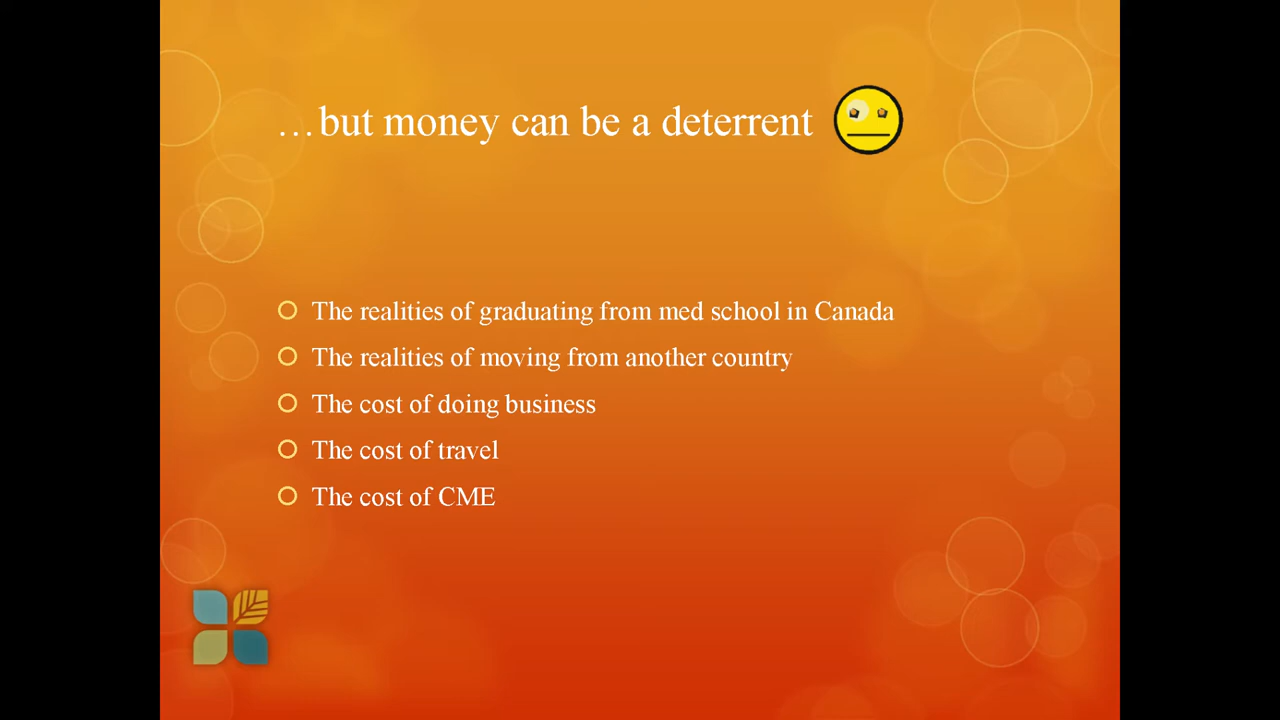 …but money can be a deterrent
The realities of graduating from med school in Canada
The realities of moving from another country
The cost of doing business
The cost of travel
The cost of CME